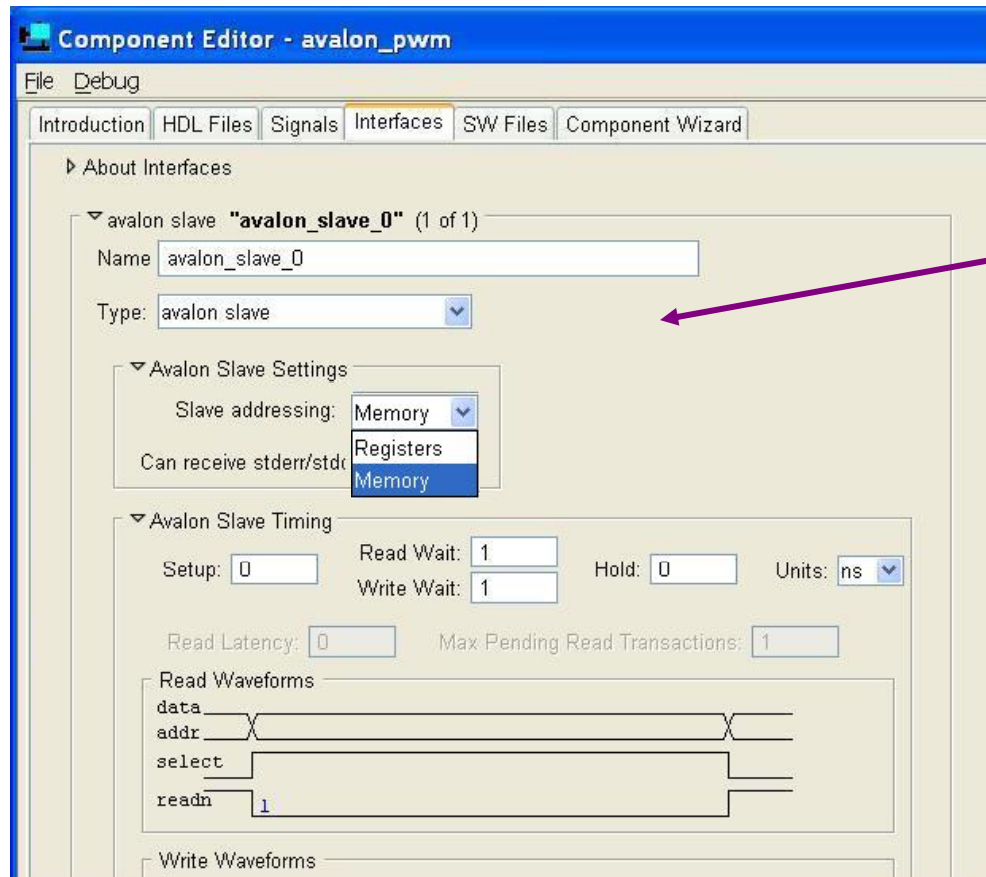 Component Editor - avalon_pwm
File Debug
Introduction HDL Files Signals Interfaces SW Files Component Wizard
About Interfaces
avalon slave "avalon_slave_0" (1 of 1)
Name avalon_slave_0
Type: avalon slave
Avalon Slave Settings
Slave addressing: Memory
Registers
Can receive stderr/stdo
Memory
Avalon Slave Timing
Setup: 0 Read Wait: 1 Hold: 0 Units: ns
Write Wait: 1
Read Latency: 0 Max Pending Read Transactions: 1
Read Waveforms
data
addr
select
readn 1
Write Waveforms